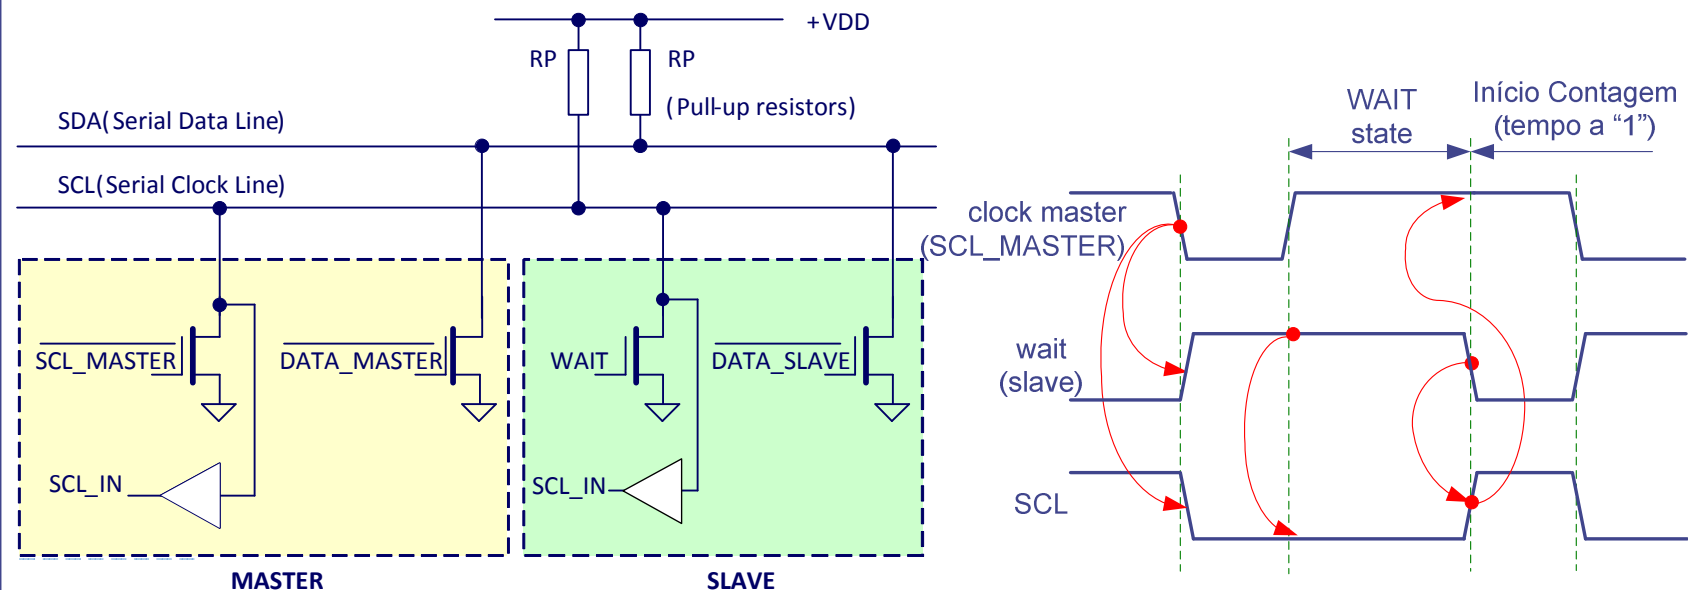 +VDD
RP
RP
(Pull-up resistors)
SDA(Serial Data Line)
SCL(Serial Clock Line)
SCL_MASTER
DATA_MASTER
WAIT
DATA_SLAVE
SCL_IN
SCL_IN
MASTER
SLAVE
WAIT
state
Início Contagem
(tempo a “1”)
clock master
(SCL_MASTER)
wait
(slave)
SCL